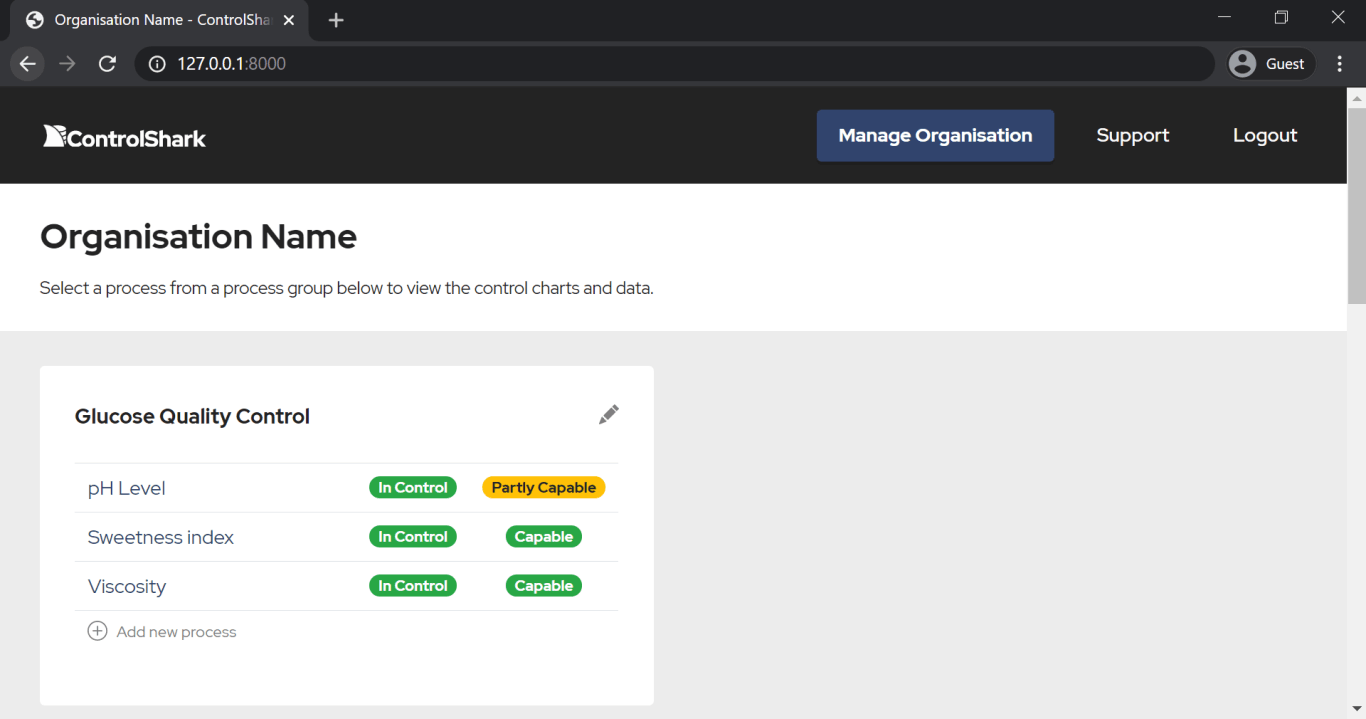 Organisation Name - ControlSha
127.0.0.1:8000
Guest
ControlShark
Manage Organisation
Support
Logout
Organisation Name
Select a process from a process group below to view the control charts and data.
Glucose Quality Control
pH Level In Control Partly Capable
Sweetness index In Control Capable
Viscosity In Control Capable
Add new process